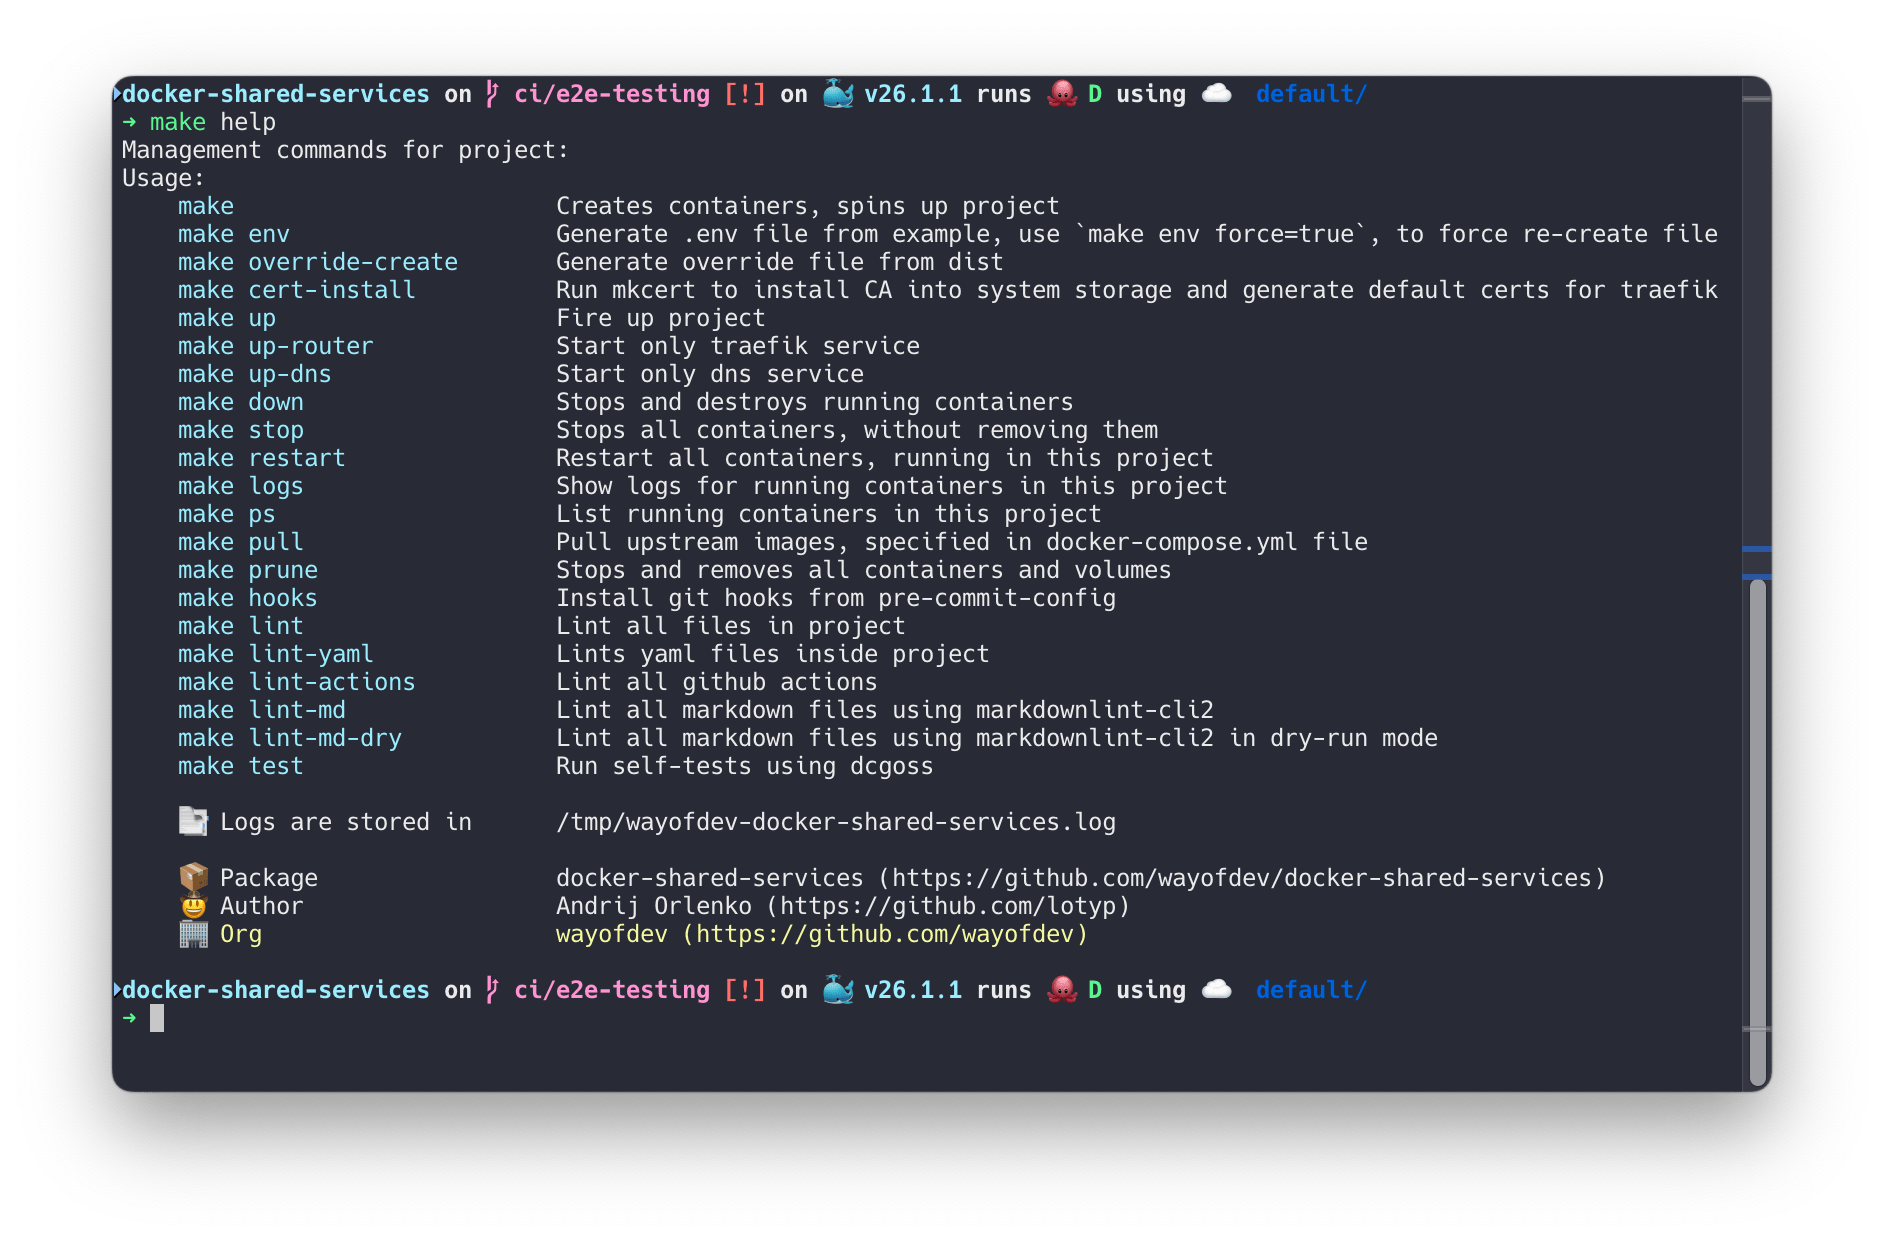 docker-shared-services on ci/e2e-testing [!] on 🐳 v26.1.1 runs 🐙 D using ☁️ default/
➜ make help
Management commands for project:
Usage:
    make                       Creates containers, spins up project
    make env                   Generate .env file from example, use `make env force=true`, to force re-create file
    make override-create       Generate override file from dist
    make cert-install          Run mkcert to install CA into system storage and generate default certs for traefik
    make up                    Fire up project
    make up-router             Start only traefik service
    make up-dns                Start only dns service
    make down                  Stops and destroys running containers
    make stop                  Stops all containers, without removing them
    make restart               Restart all containers, running in this project
    make logs                  Show logs for running containers in this project
    make ps                    List running containers in this project
    make pull                  Pull upstream images, specified in docker-compose.yml file
    make prune                 Stops and removes all containers and volumes
    make hooks                 Install git hooks from pre-commit-config
    make lint                  Lint all files in project
    make lint-yaml             Lints yaml files inside project
    make lint-actions          Lint all github actions
    make lint-md               Lint all markdown files using markdownlint-cli2
    make lint-md-dry           Lint all markdown files using markdownlint-cli2 in dry-run mode
    make test                  Run self-tests using dcgoss
    📑 Logs are stored in      /tmp/wayofdev-docker-shared-services.log
    📦 Package                 docker-shared-services (https://github.com/wayofdev/docker-shared-services)
    🤠 Author                  Andrij Orlenko (https://github.com/lotyp)
    🏢 Org                     wayofdev (https://github.com/wayofdev)
docker-shared-services on ci/e2e-testing [!] on 🐳 v26.1.1 runs 🐙 D using ☁️ default/
➜